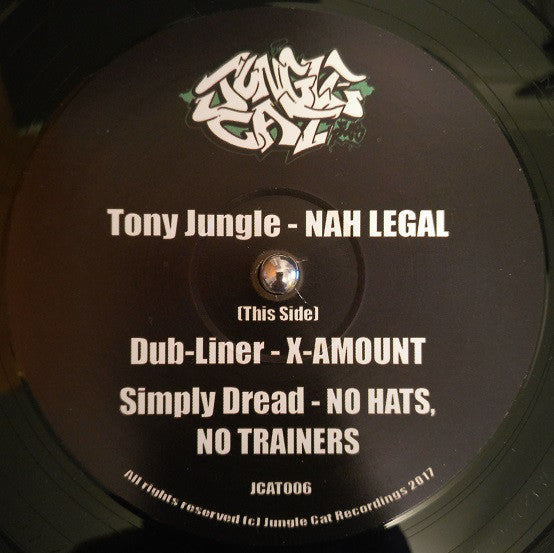 JUNGLE
CAT
Tony Jungle - NAH LEGAL
(This Side)
Dub-Liner - X-AMOUNT
Simply Dread - NO HATS,
NO TRAINERS
JCAT006
All rights reserved (c) Jungle Cat Recordings 2017